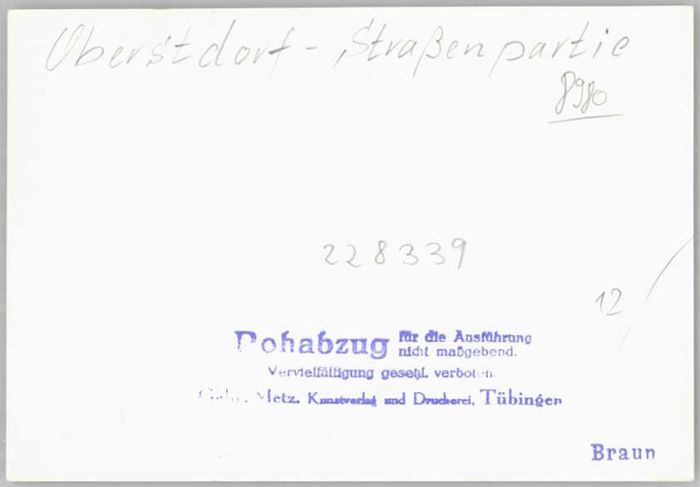 Oberstdorf - Straßenpartie
8980
228339
12
Rohabzug für die Ausführung
nicht maßgebend.
Vervielfältigung gesetzl. verboten
Gebr. Metz, Kunstverlag und Druckerei, Tübingen
Braun